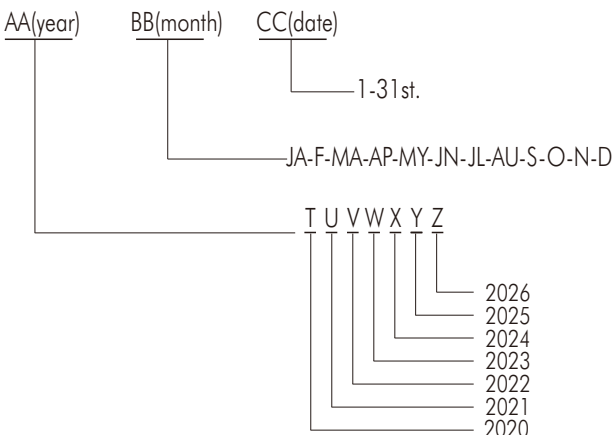 AA(year) BB(month) CC(date)
1-31st.
JA-F-MA-AP-MY-JN-JL-AU-S-O-N-D
T U V W X Y Z
2026
2025
2024
2023
2022
2021
2020